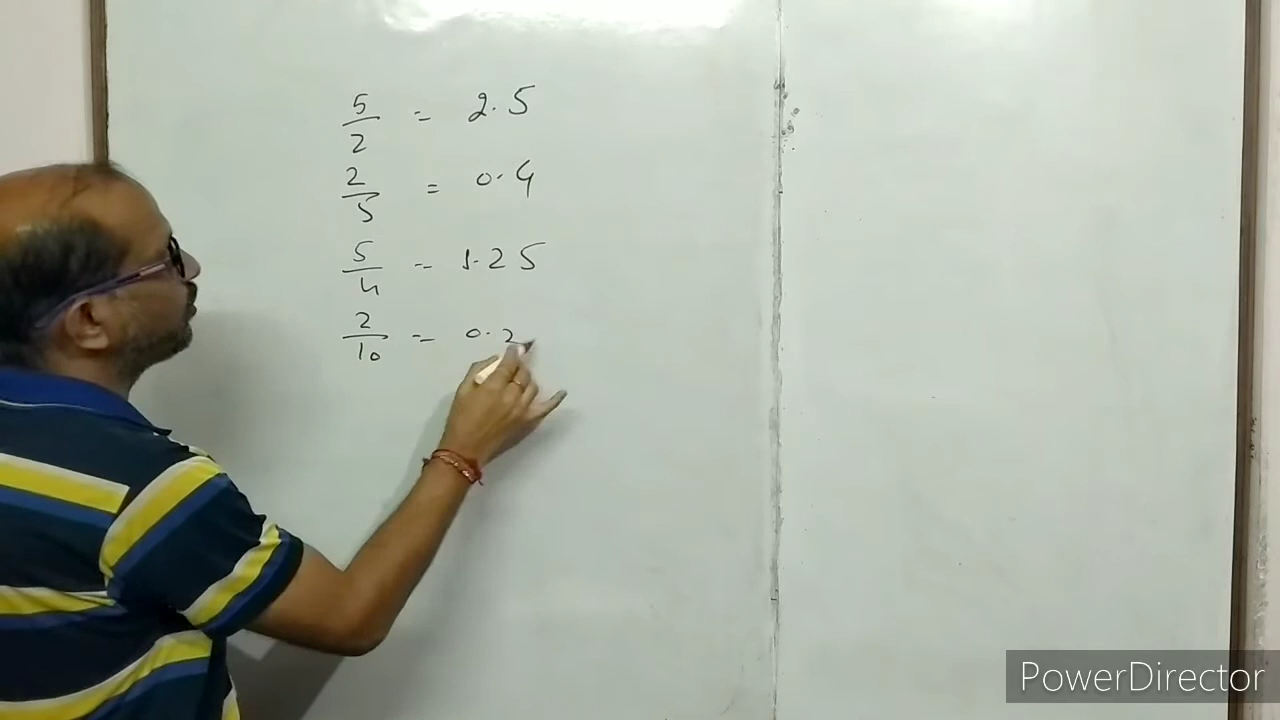 5/2 = 2.5
2/5 = 0.4
5/4 = 1.25
2/10 = 0.2
PowerDirector